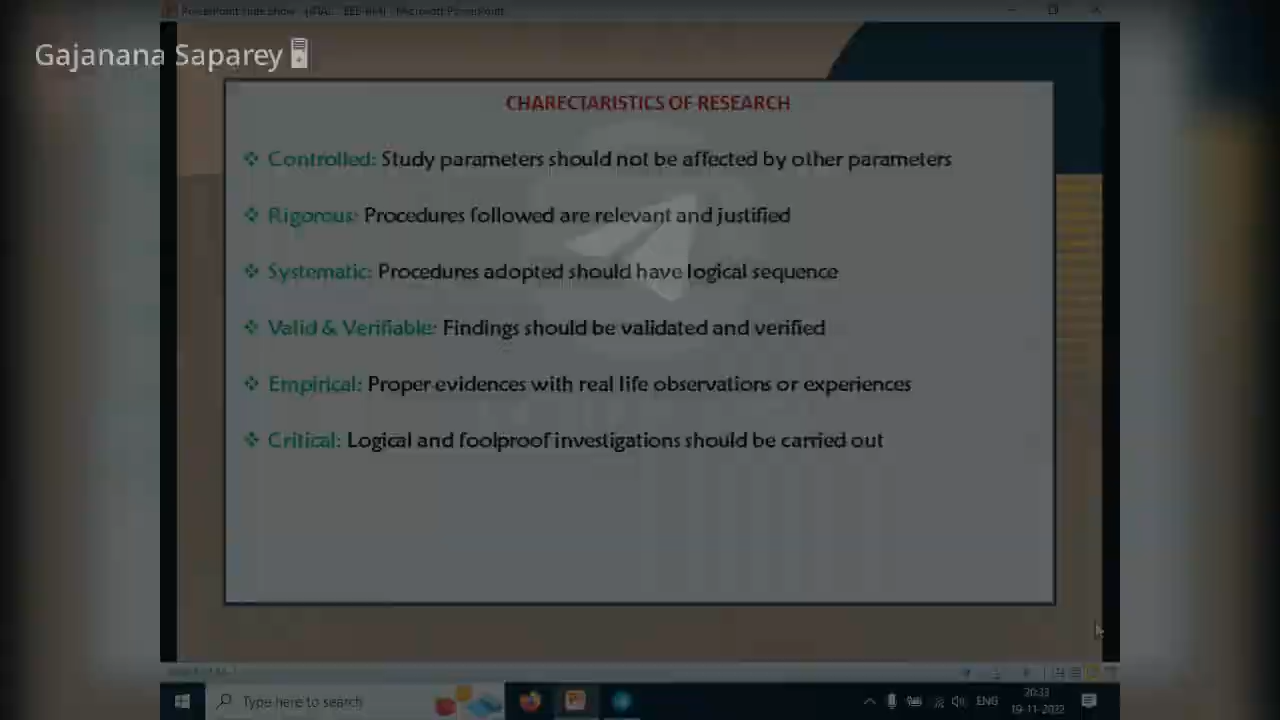 Gajanana Saparey
CHARECTARISTICS OF RESEARCH
❖ Controlled: Study parameters should not be affected by other parameters
❖ Rigorous: Procedures followed are relevant and justified
❖ Systematic: Procedures adopted should have logical sequence
❖ Valid & Verifiable: Findings should be validated and verified
❖ Empirical: Proper evidences with real life observations or experiences
❖ Critical: Logical and foolproof investigations should be carried out
Type here to search
ENG
20:33
19-11-2022